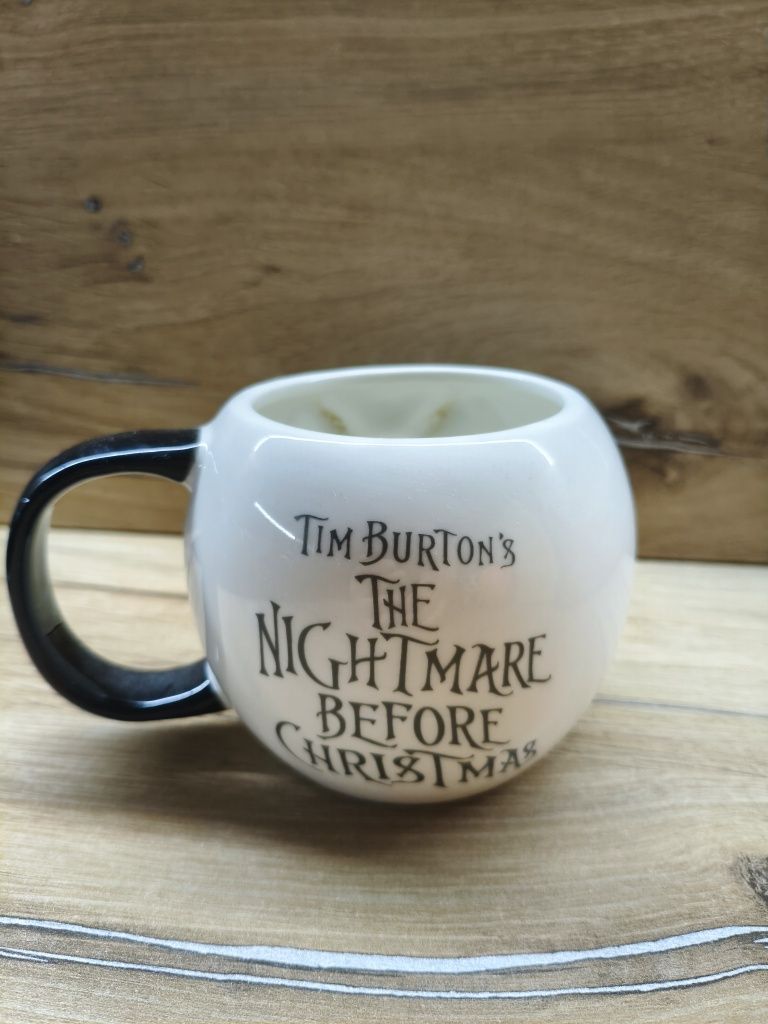 TIM BURTON'S
THE
NIGHTMARE
BEFORE
CHRISTMAS